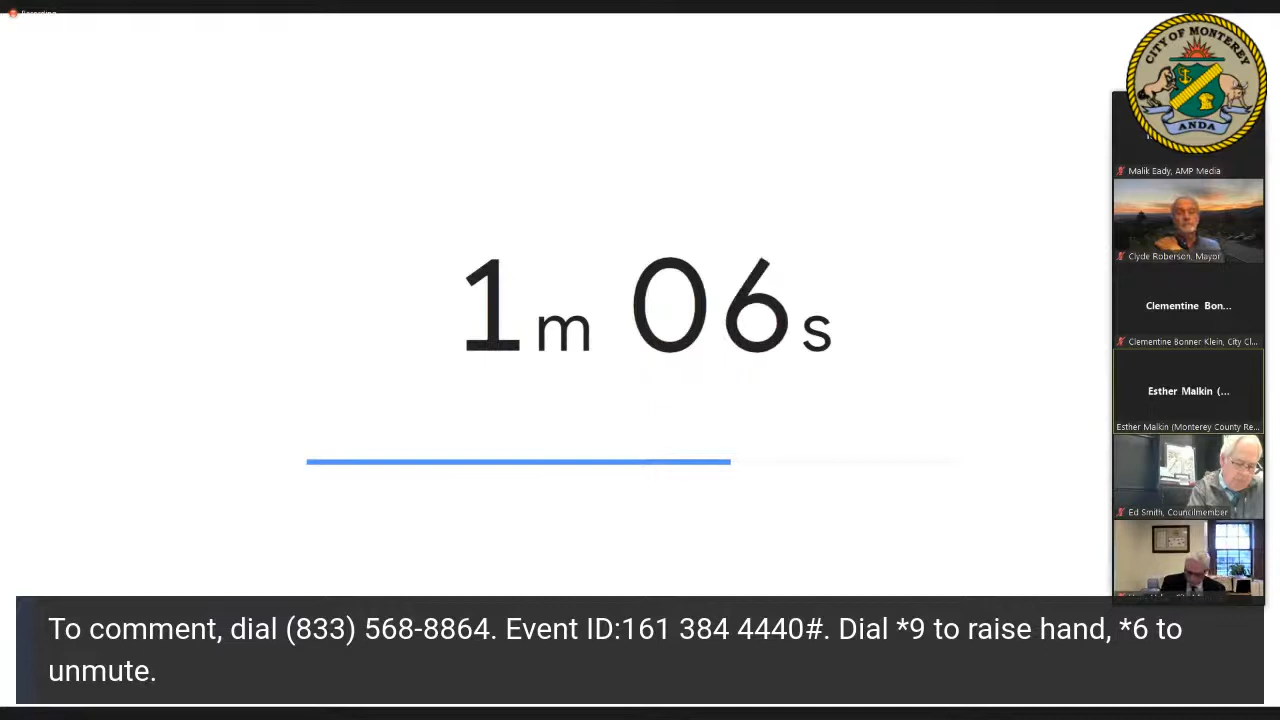 Recording
CITY OF MONTEREY
ANDA
Malik Eady, AMP Media
Clyde Roberson, Mayor
Clementine Bon...
Clementine Bonner Klein, City Cl...
Esther Malkin (...
Esther Malkin (Monterey County Re...
Ed Smith, Councilmember
1m 06s
To comment, dial (833) 568-8864. Event ID:161 384 4440#. Dial *9 to raise hand, *6 to
unmute.